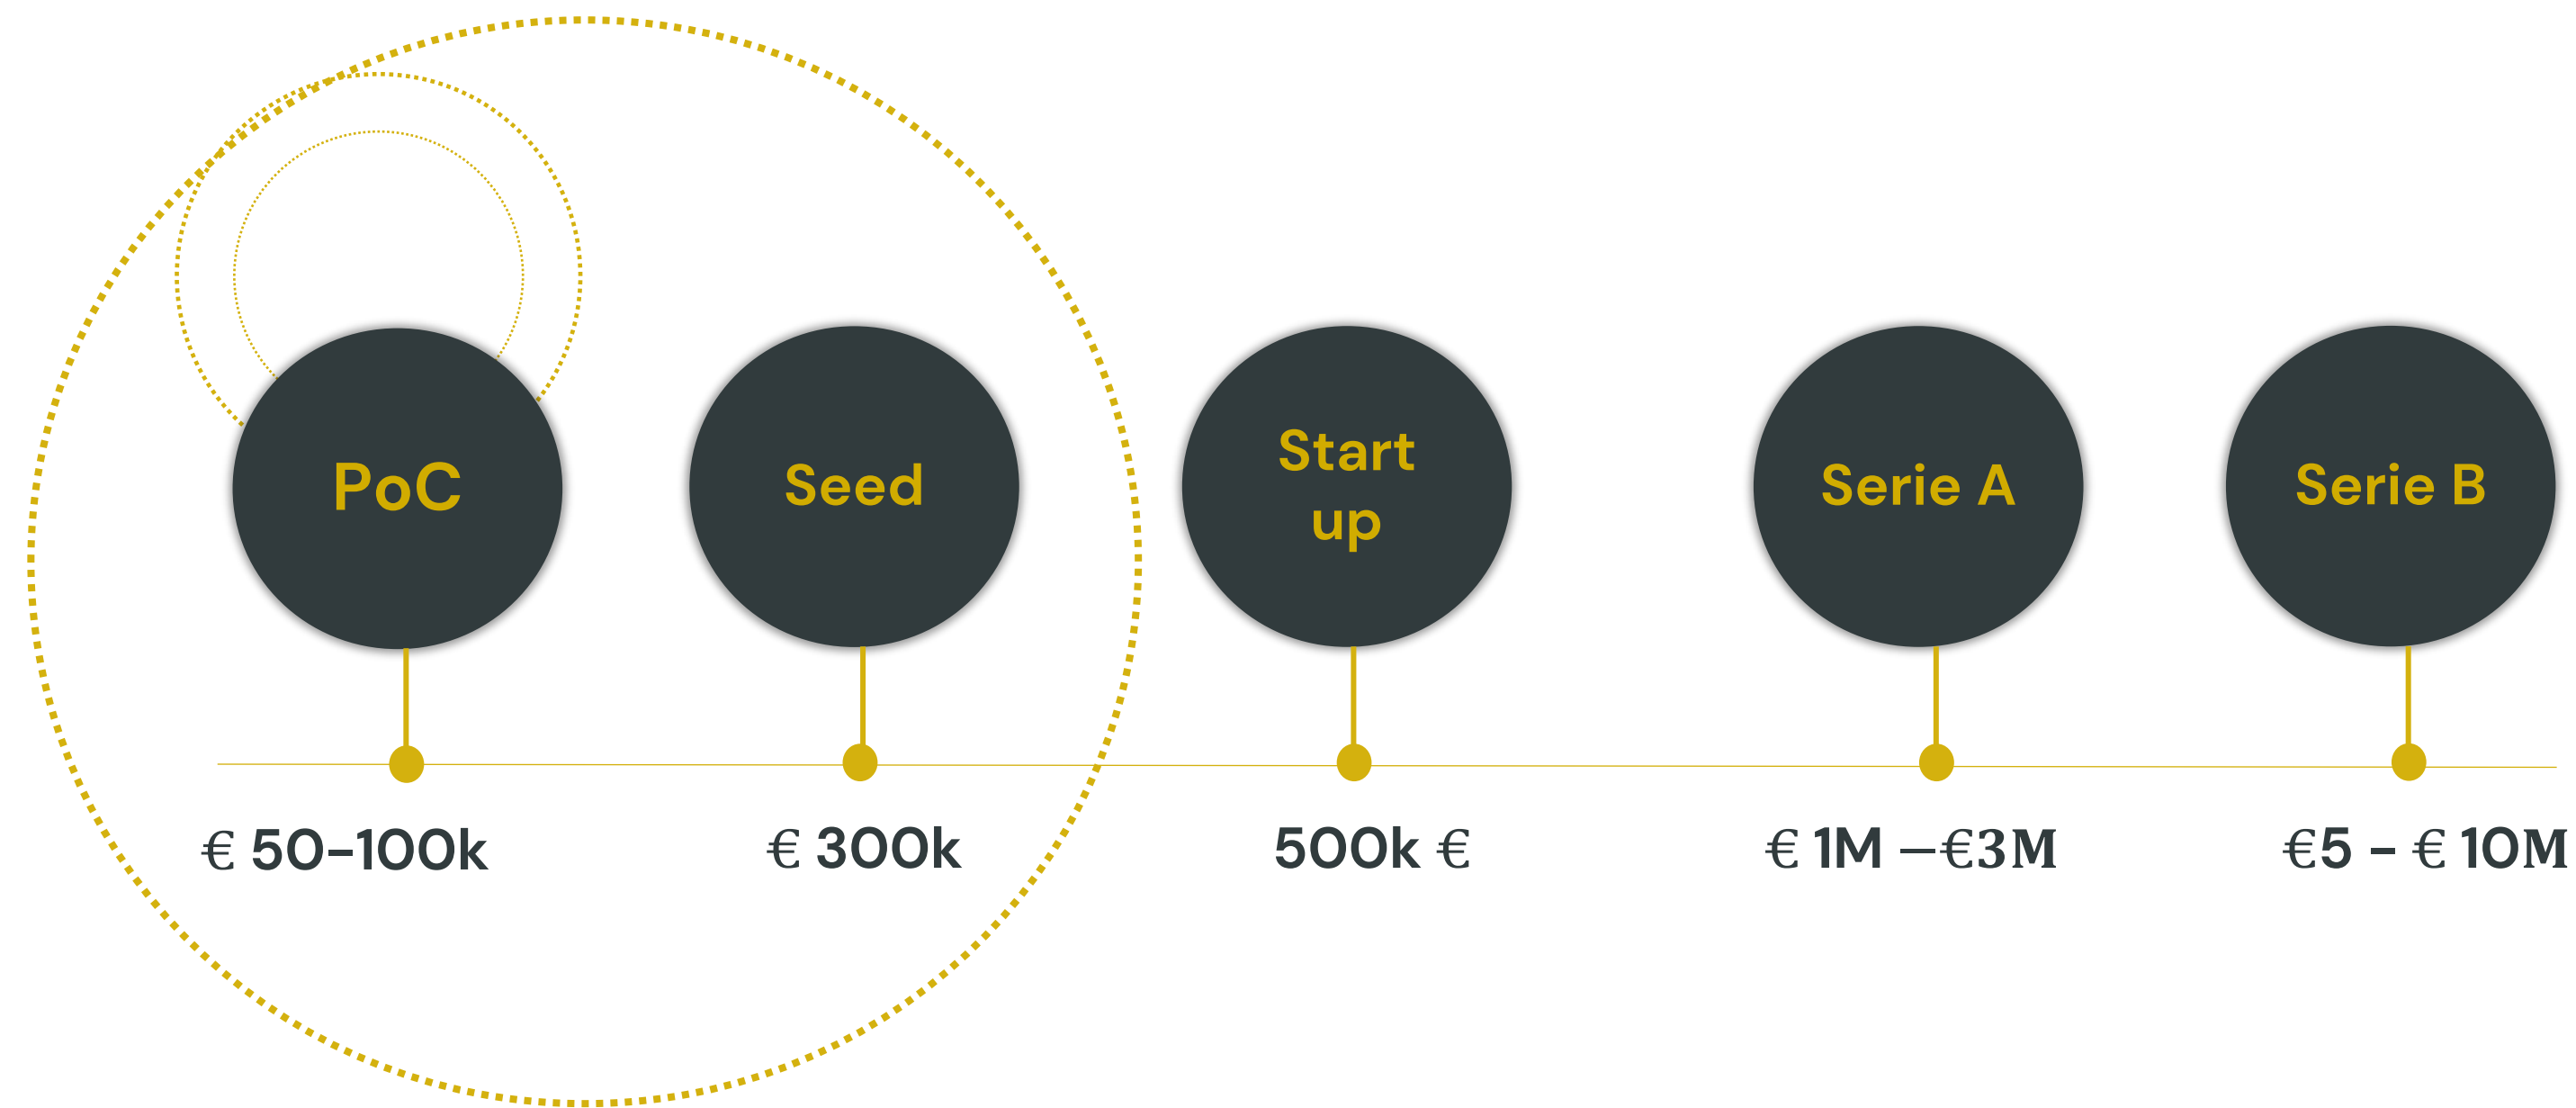 PoC
Seed
Start
up
Serie A
Serie B
€ 50-100k
€ 300k
500k €
€ 1M –€3M
€5 - € 10M